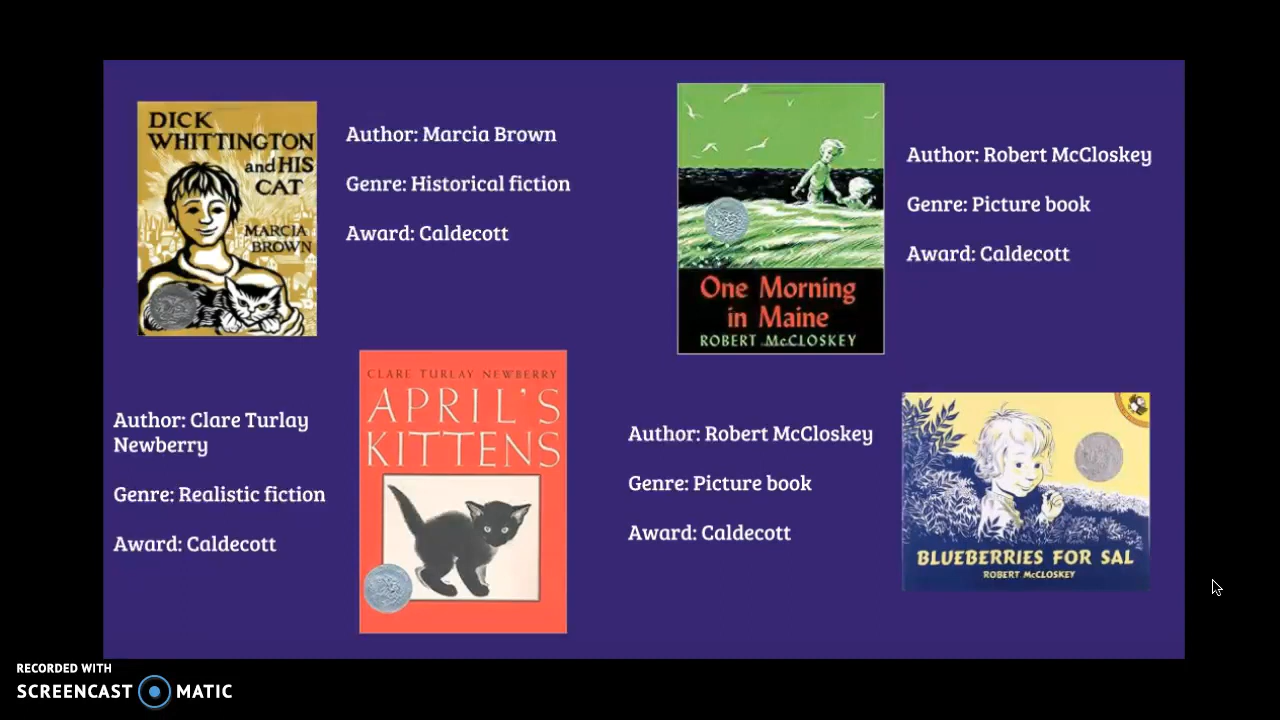 DICK
WHITTINGTON
and HIS
CAT
MARCIA
BROWN
Author: Marcia Brown
Genre: Historical fiction
Award: Caldecott
One Morning
in Maine
ROBERT McCLOSKEY
Author: Robert McCloskey
Genre: Picture book
Award: Caldecott
Author: Clare Turlay
Newberry
Genre: Realistic fiction
Award: Caldecott
CLARE TURLAY NEWBERRY
APRIL'S
KITTENS
Author: Robert McCloskey
Genre: Picture book
Award: Caldecott
BLUEBERRIES FOR SAL
ROBERT McCLOSKEY
RECORDED WITH
SCREENCAST MATIC